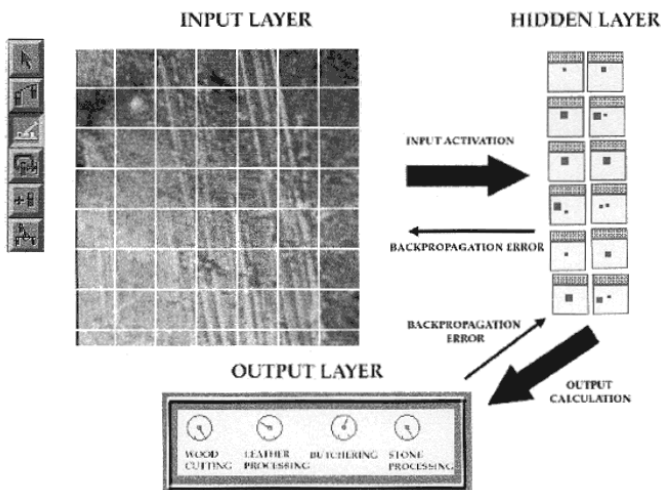 INPUT LAYER
HIDDEN LAYER
INPUT ACTIVATION
BACKPROPAGATION ERROR
BACKPROPAGATION
ERROR
OUTPUT LAYER
OUTPUT
CALCULATION
WOOD
CUTTING
LEATHER
PROCESSING
BUTCHERING
STONE
PROCESSING